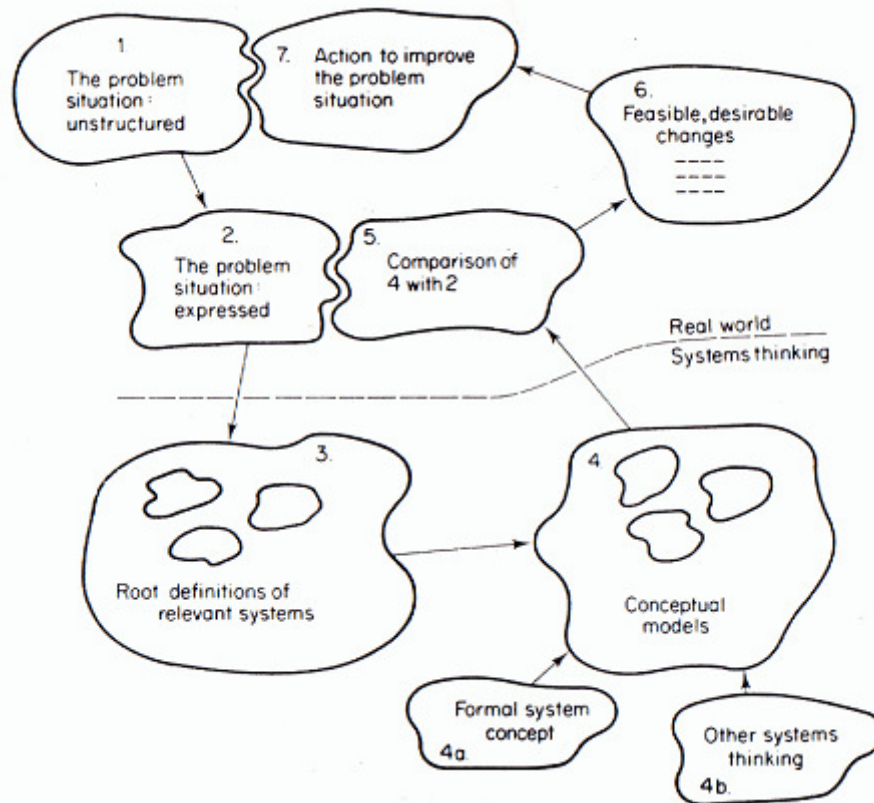 1
The problem
situation:
unstructured
7.
Action to improve
the problem
situation
6.
Feasible, desirable
changes
2.
The problem
situation:
expressed
5.
Comparison of
4 with 2
Real world
Systems thinking
3.
Root definitions of
relevant systems
4.
Conceptual
models
Formal system
concept
4a.
Other systems
thinking
4b.